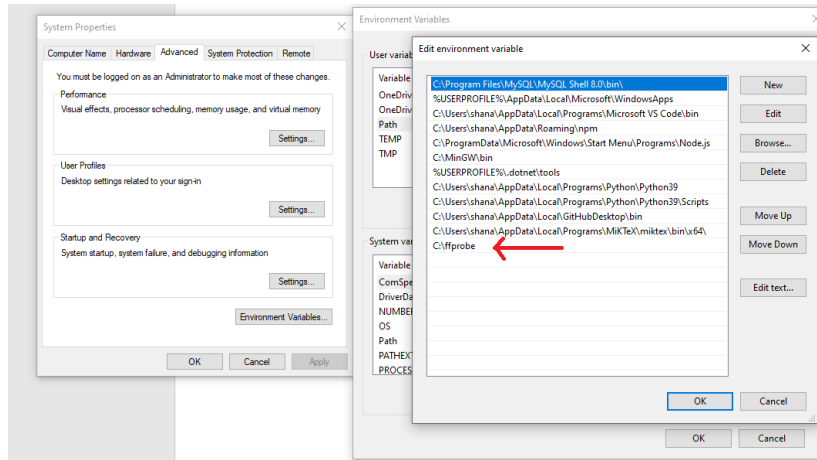 System Properties
Computer Name Hardware Advanced System Protection Remote
You must be logged on as an Administrator to make most of these changes.
Performance
Visual effects, processor scheduling, memory usage, and virtual memory
Settings...
User Profiles
Desktop settings related to your sign-in
Settings...
Startup and Recovery
System startup, system failure, and debugging information
Settings...
Environment Variables...
OK Cancel Apply
Environment Variables
User variab
Variable
OneDriv
OneDriv
Path
TEMP
TMP
System var
Variable
ComSpe
DriverDa
NUMBE
OS
Path
PATHEX
PROCES
OK Cancel
Edit environment variable
C:\Program Files\MySQL\MySQL Shell 8.0\bin\
%USERPROFILE%\AppData\Local\Microsoft\WindowsApps
C:\Users\shana\AppData\Local\Programs\Microsoft VS Code\bin
C:\Users\shana\AppData\Roaming\npm
C:\ProgramData\Microsoft\Windows\Start Menu\Programs\Node.js
C:\MinGW\bin
%USERPROFILE%\.dotnet\tools
C:\Users\shana\AppData\Local\Programs\Python\Python39
C:\Users\shana\AppData\Local\Programs\Python\Python39\Scripts
C:\Users\shana\AppData\Local\GitHubDesktop\bin
C:\Users\shana\AppData\Local\Programs\MiKTeX\miktex\bin\x64\
C:\ffprobe
New
Edit
Browse...
Delete
Move Up
Move Down
Edit text...
OK Cancel